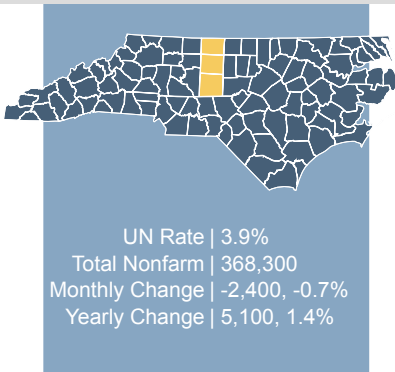 UN Rate | 3.9%
Total Nonfarm | 368,300
Monthly Change | -2,400, -0.7%
Yearly Change | 5,100, 1.4%